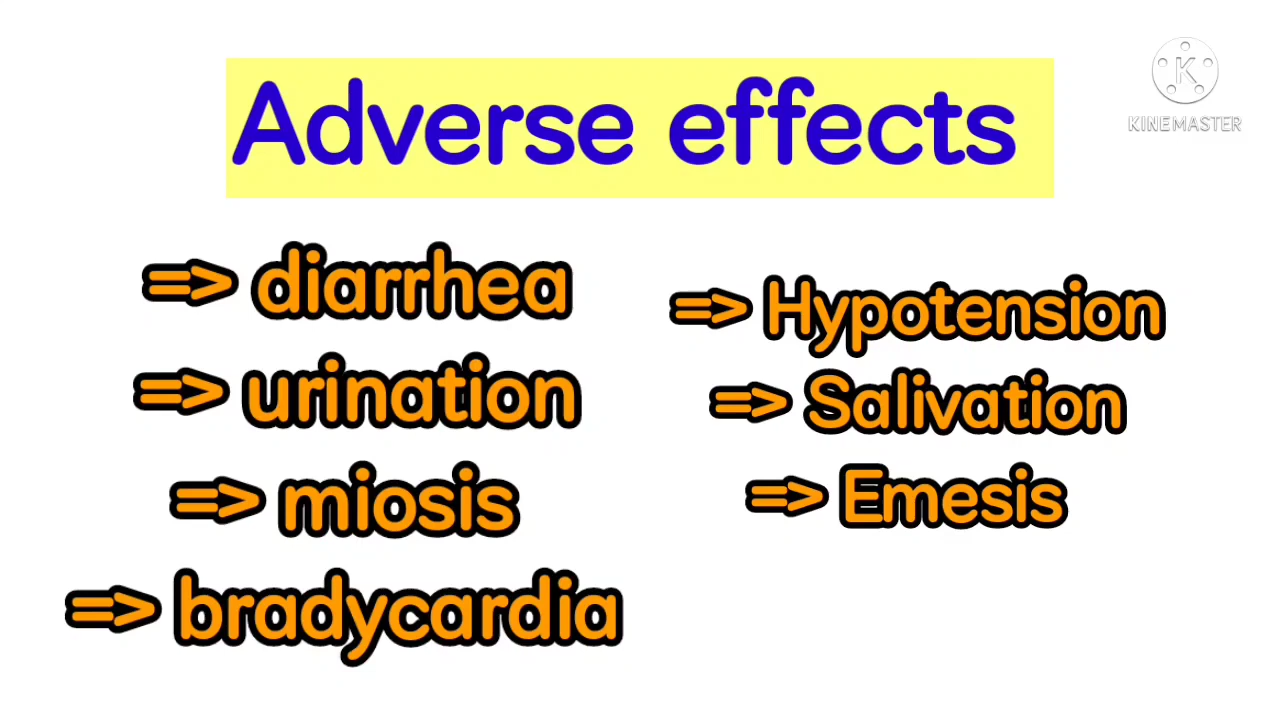 Adverse effects
K
KINEMASTER
=> diarrhea
=> urination
=> miosis
=> bradycardia
=> Hypotension
=> Salivation
=> Emesis